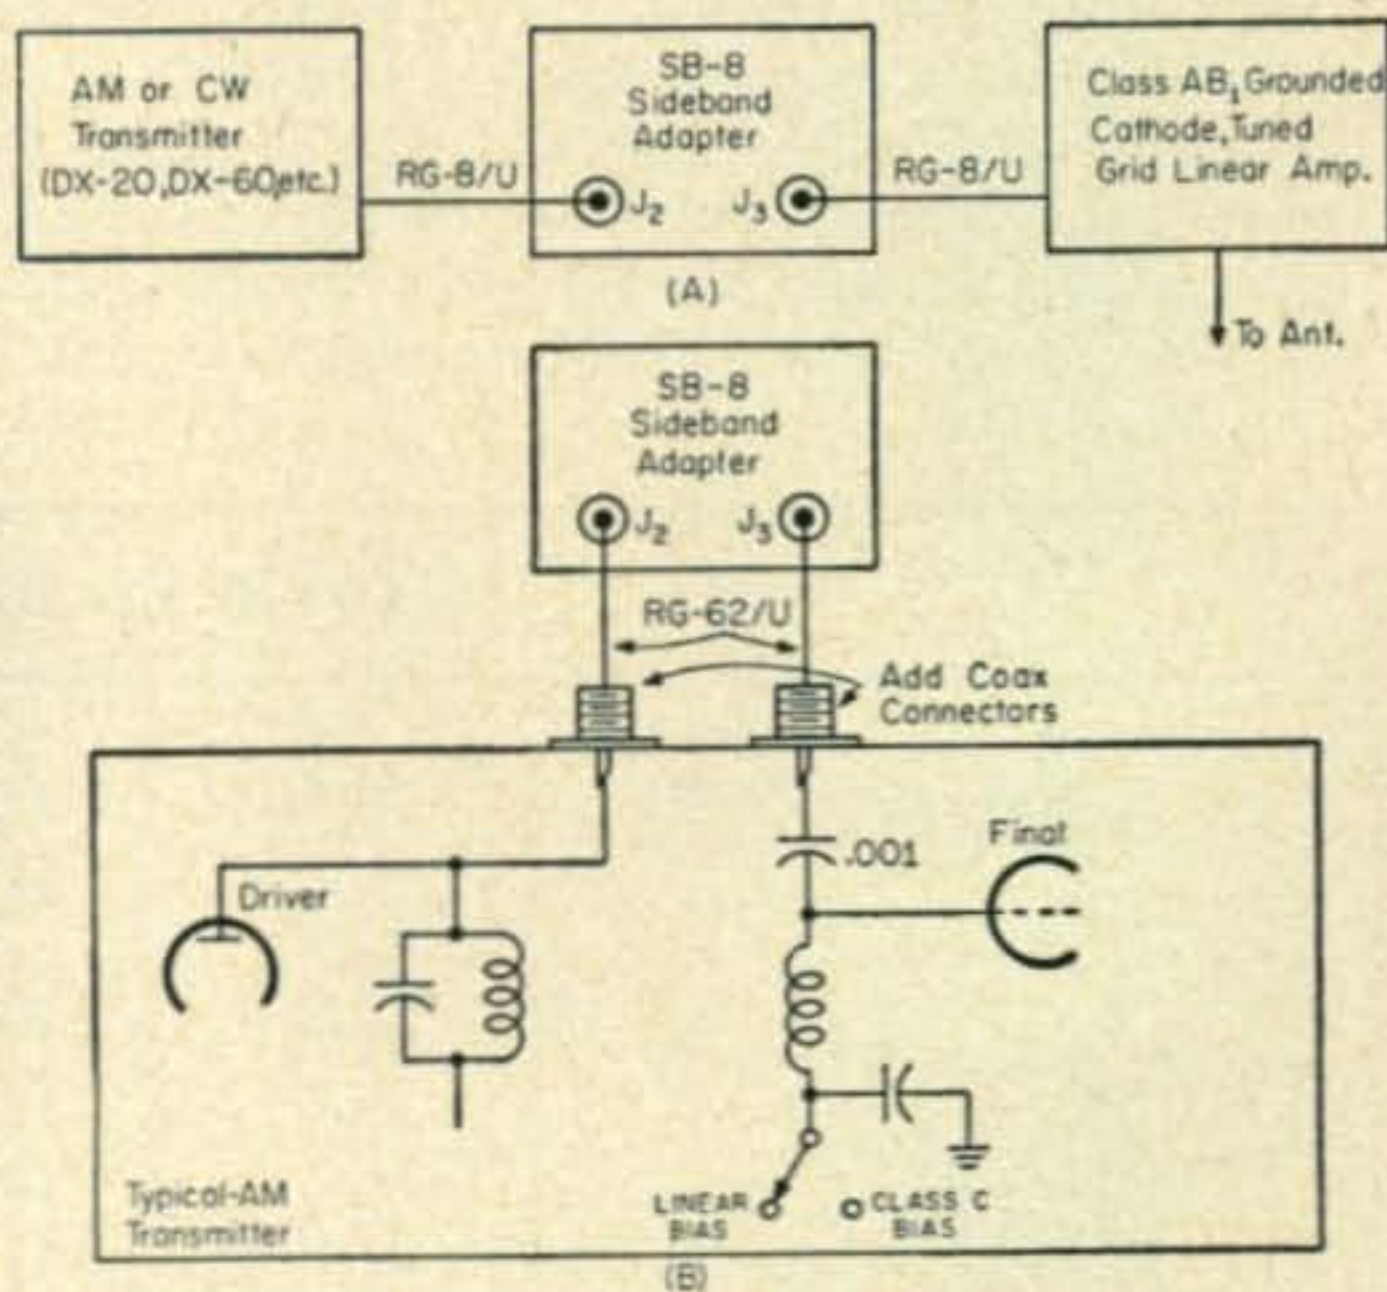 AM or CW
Transmitter
(DX-20,DX-60,etc.)
RG-8/U
SB-8
Sideband
Adapter
J2
J3
RG-8/U
Class AB1 Grounded
Cathode,Tuned
Grid Linear Amp.
(A)
To Ant.
SB-8
Sideband
Adapter
J2
J3
RG-62/U
Add Coax
Connectors
.001
Final
Driver
Typical-AM
Transmitter
LINEAR
BIAS
CLASS C
BIAS
(B)